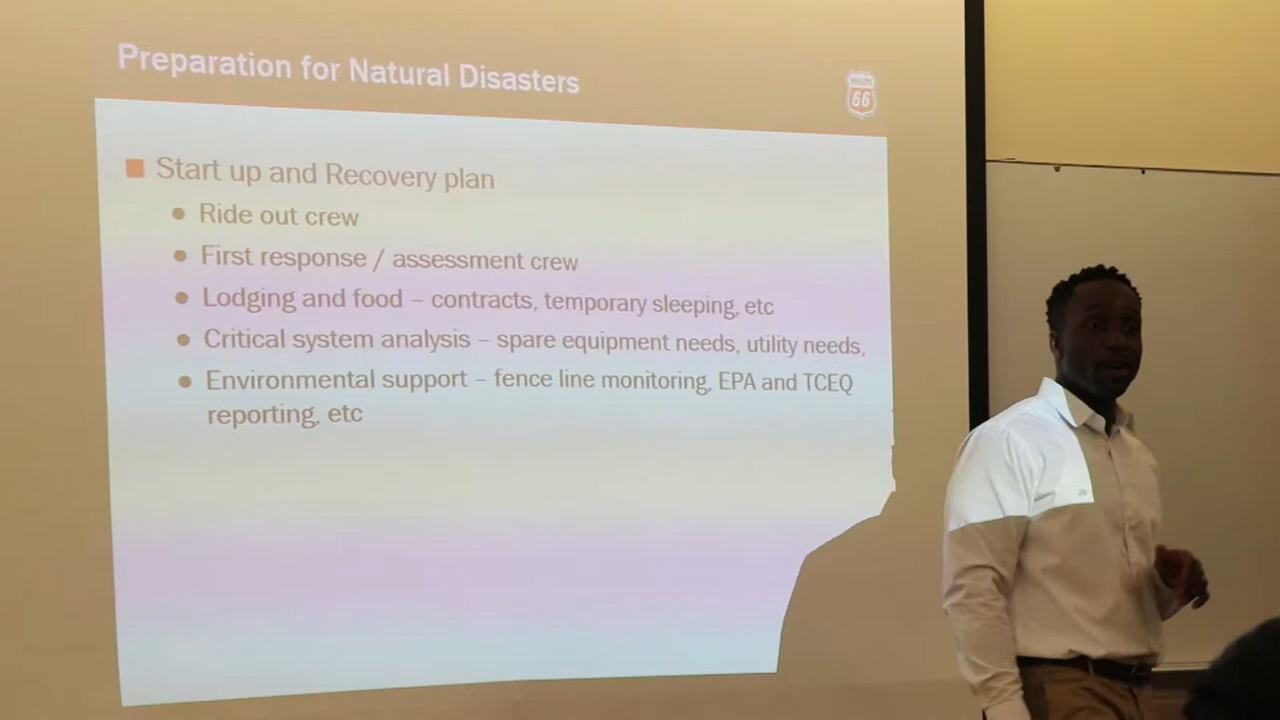 Preparation for Natural Disasters
PHILLIPS
66
Start up and Recovery plan
Ride out crew
First response / assessment crew
Lodging and food – contracts, temporary sleeping, etc
Critical system analysis – spare equipment needs, utility needs,
Environmental support – fence line monitoring, EPA and TCEQ
reporting, etc